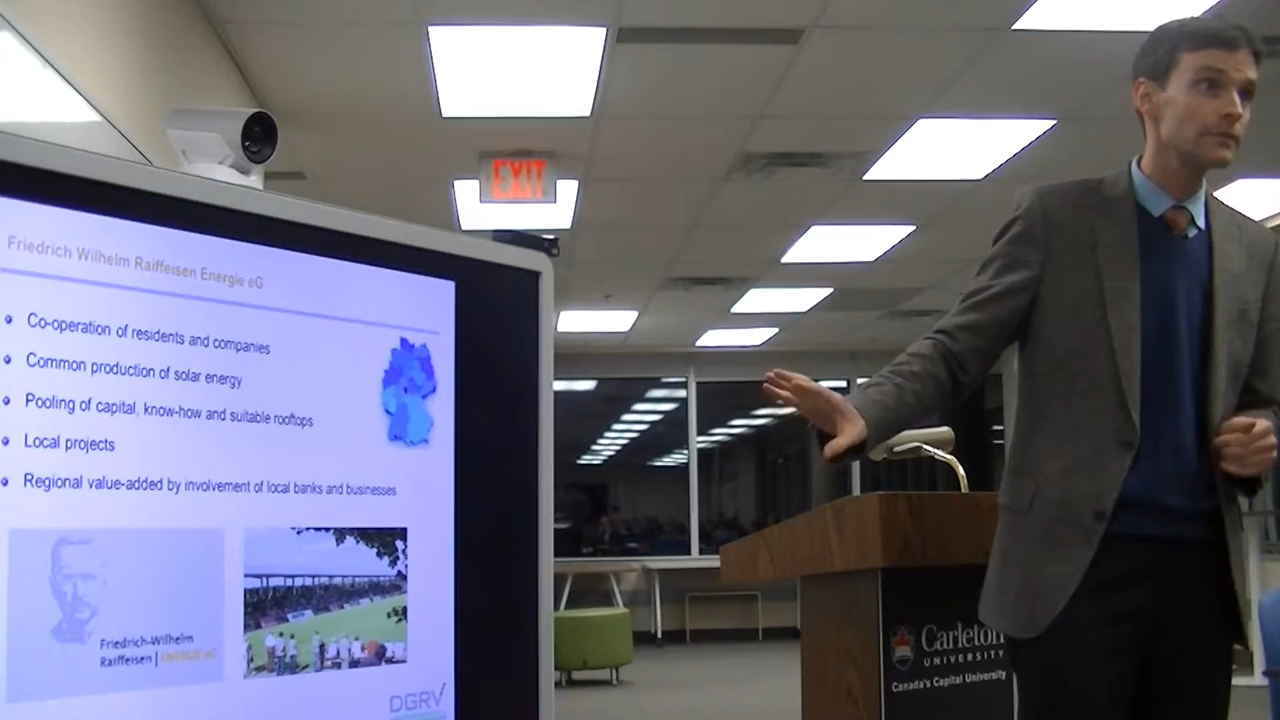 EXIT
Friedrich Wilhelm Raiffeisen Energie eG
Co-operation of residents and companies
Common production of solar energy
Pooling of capital, know-how and suitable rooftops
Local projects
Regional value-added by involvement of local banks and businesses
Friedrich-Wilhelm
Raiffeisen | ENERGIE eG
DGRV
Carleton
UNIVERSITY
Canada's Capital University